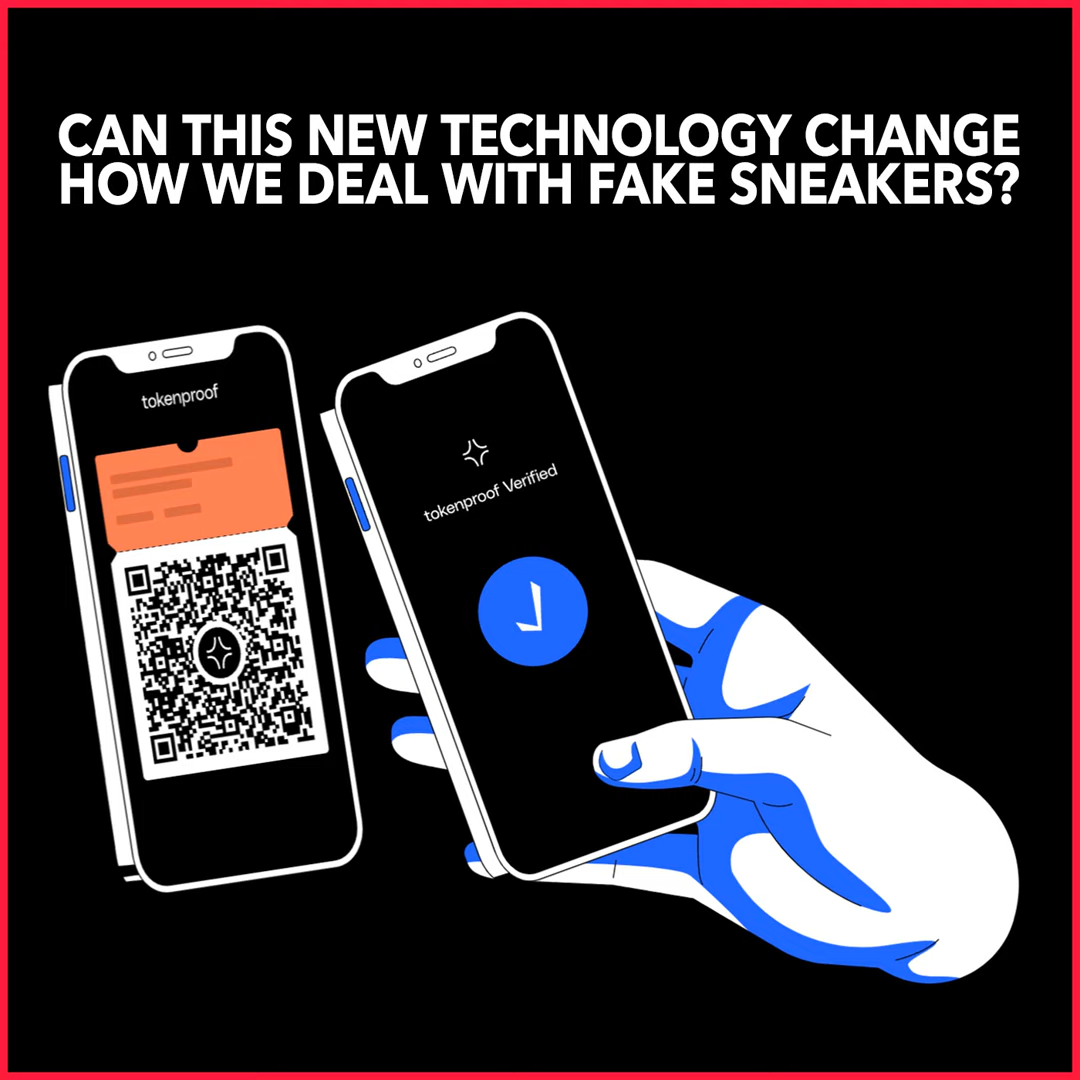 CAN THIS NEW TECHNOLOGY CHANGE
HOW WE DEAL WITH FAKE SNEAKERS?
tokenproof
tokenproof Verified